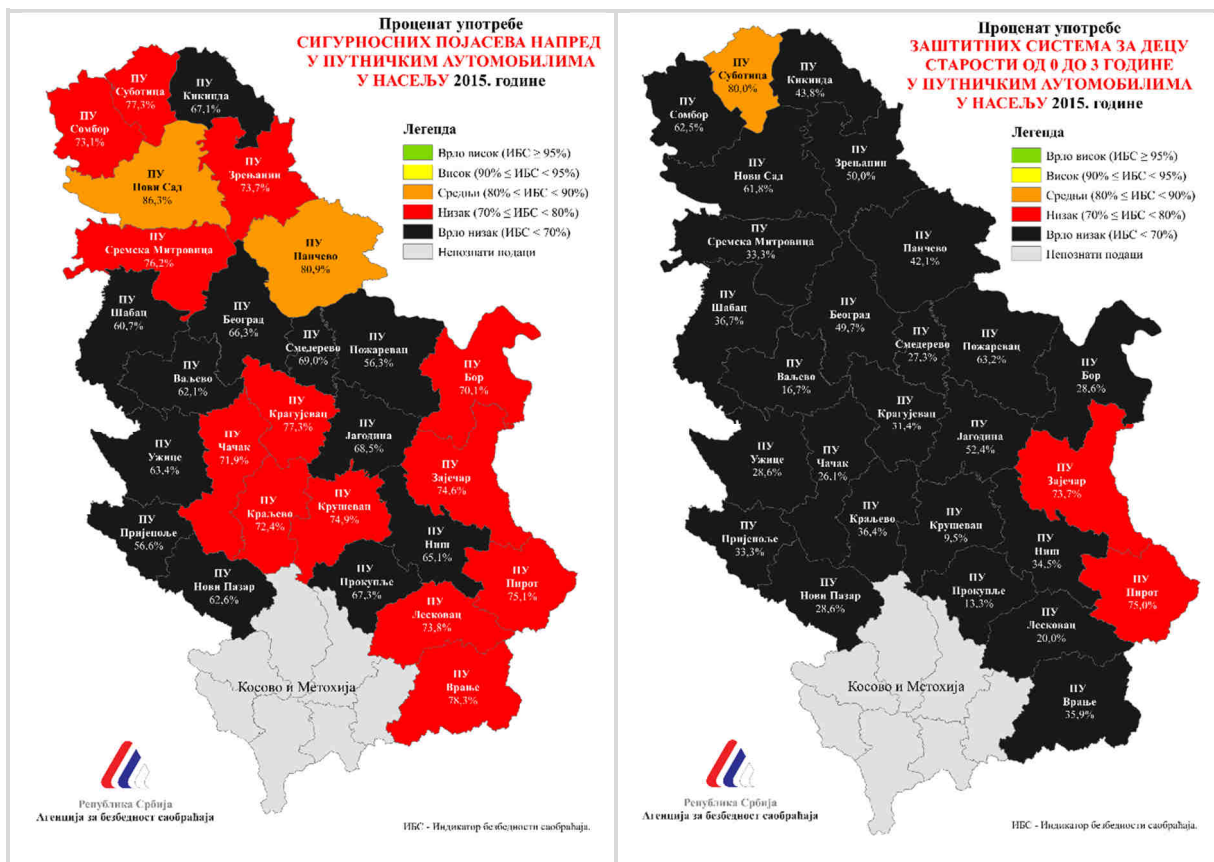 Проценат употребе
СИГУРНОСНИХ ПОЈАСЕВА НАПРЕД
У ПУТНИЧКИМ АУТОМОБИЛИМА
У НАСЕЉУ 2015. године
Легенда
Врло висок (ИБС ≥ 95%)
Висок (90% ≤ ИБС < 95%)
Средњи (80% ≤ ИБС < 90%)
Низак (70% ≤ ИБС < 80%)
Врло низак (ИБС < 70%)
Непознати подаци
ПУ
Суботица
77,3%
ПУ
Кикинда
67,1%
ПУ
Сомбор
73,1%
ПУ
Нови Сад
86,3%
ПУ
Зрењанин
73,7%
ПУ
Сремска Митровица
76,2%
ПУ
Панчево
80,9%
ПУ
Шабац
60,7%
ПУ
Београд
66,3%
ПУ
Смедерево
69,0%
ПУ
Пожаревац
56,3%
ПУ
Бор
70,1%
ПУ
Ваљево
62,1%
ПУ
Крагујевац
77,3%
ПУ
Јагодина
68,5%
ПУ
Ужице
63,4%
ПУ
Чачак
71,9%
ПУ
Зајечар
74,6%
ПУ
Краљево
72,4%
ПУ
Крушевац
74,9%
ПУ
Пријепоље
56,6%
ПУ
Ниш
65,1%
ПУ
Нови Пазар
62,6%
ПУ
Прокупље
67,3%
ПУ
Пирот
75,1%
ПУ
Лесковац
73,8%
ПУ
Врање
78,3%
Косово и Метохија
Република Србија
Агенција за безбедност саобраћаја
ИБС - Индикатор безбедности саобраћаја.
Проценат употребе
ЗАШТИТНИХ СИСТЕМА ЗА ДЕЦУ
СТАРОСТИ ОД 0 ДО 3 ГОДИНЕ
У ПУТНИЧКИМ АУТОМОБИЛИМА
У НАСЕЉУ 2015. године
Легенда
Врло висок (ИБС ≥ 95%)
Висок (90% ≤ ИБС < 95%)
Средњи (80% ≤ ИБС < 90%)
Низак (70% ≤ ИБС < 80%)
Врло низак (ИБС < 70%)
Непознати подаци
ПУ
Суботица
80,0%
ПУ
Кикинда
43,8%
ПУ
Сомбор
62,5%
ПУ
Нови Сад
61,8%
ПУ
Зрењанин
50,0%
ПУ
Сремска Митровица
33,3%
ПУ
Панчево
42,1%
ПУ
Шабац
36,7%
ПУ
Београд
49,7%
ПУ
Смедерево
27,3%
ПУ
Пожаревац
63,2%
ПУ
Бор
28,6%
ПУ
Ваљево
16,7%
ПУ
Крагујевац
31,4%
ПУ
Јагодина
52,4%
ПУ
Ужице
28,6%
ПУ
Чачак
26,1%
ПУ
Зајечар
73,7%
ПУ
Краљево
36,4%
ПУ
Крушевац
9,5%
ПУ
Пријепоље
33,3%
ПУ
Ниш
34,5%
ПУ
Нови Пазар
28,6%
ПУ
Прокупље
13,3%
ПУ
Пирот
75,0%
ПУ
Лесковац
20,0%
ПУ
Врање
35,9%
Косово и Метохија
Република Србија
Агенција за безбедност саобраћаја
ИБС - Индикатор безбедности саобраћаја.